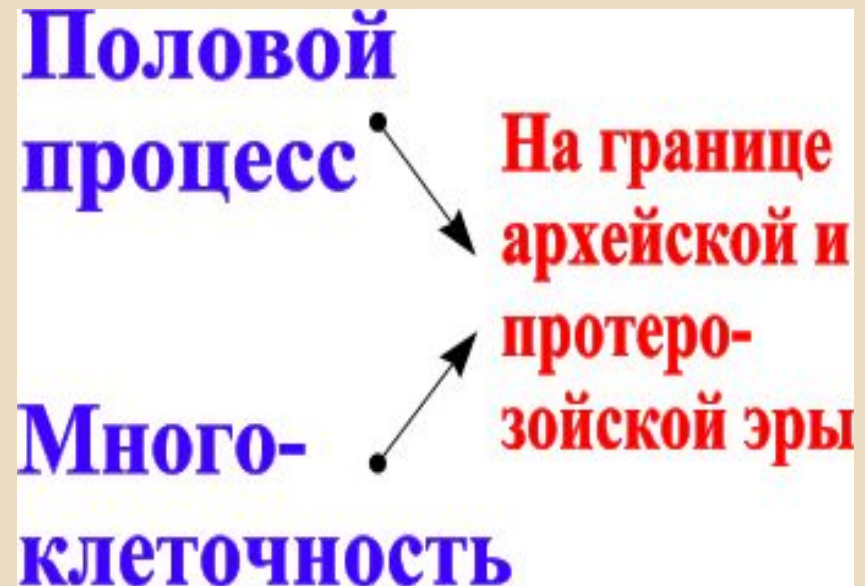 Половой
процесс
На границе
архейской и
протеро-
зойской эры
Много-
клеточность